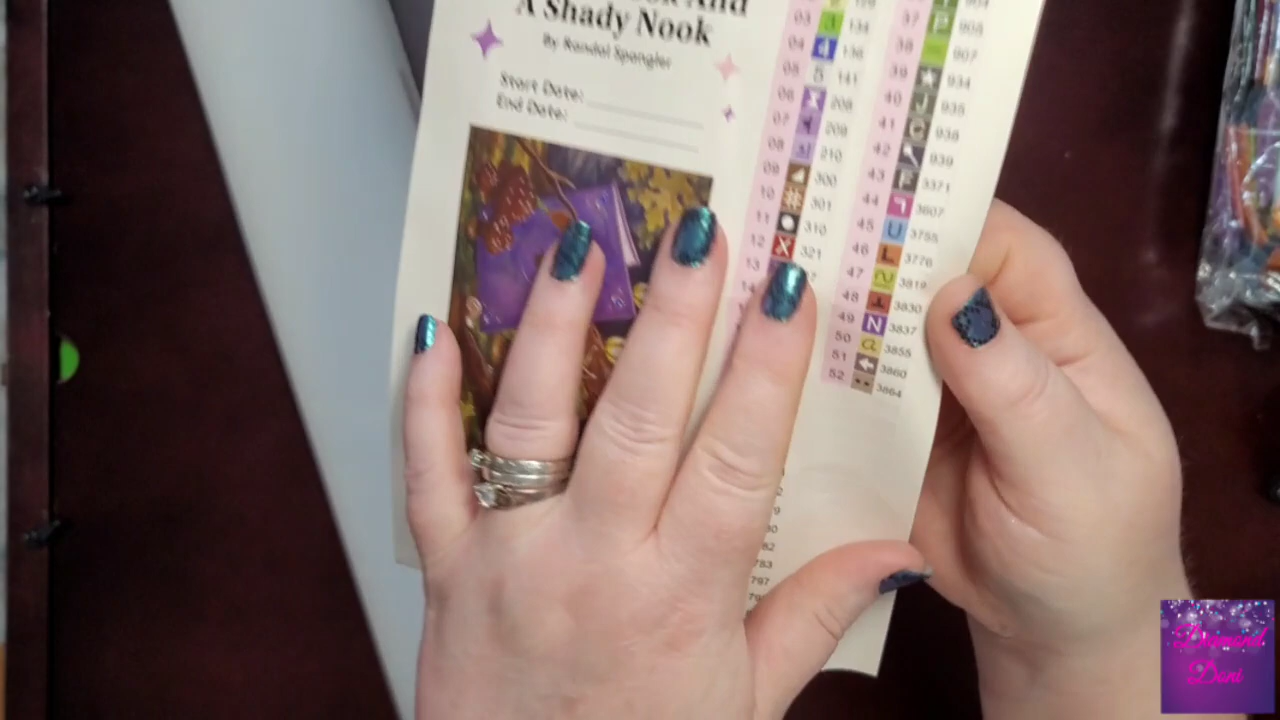 A Shady Nook
By Randal Spangler
Start Date:
End Date:
03 134
04 136
05 141
06 208
07 209
08 210
09 300
10 301
11 310
12 321
13
37 P 905
38 907
39 934
40 J 935
41 C 938
42 939
43 F 3371
44 3607
45 U 3755
46 L 3776
47 3819
48 3830
49 N 3837
50 a 3855
51 3860
52 3864
783
797
Diamond
Doni